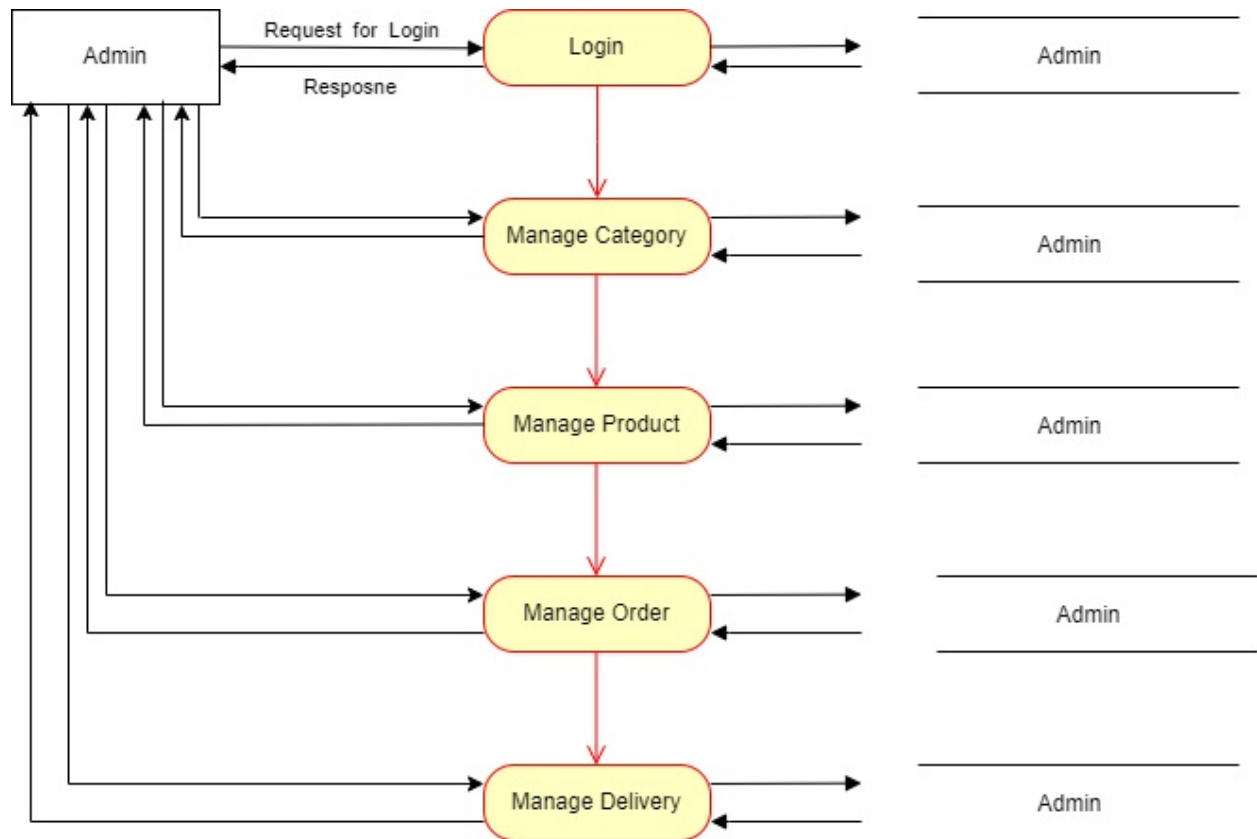 Admin
Request for Login
Resposne
Login
Admin
Manage Category
Admin
Manage Product
Admin
Manage Order
Admin
Manage Delivery
Admin